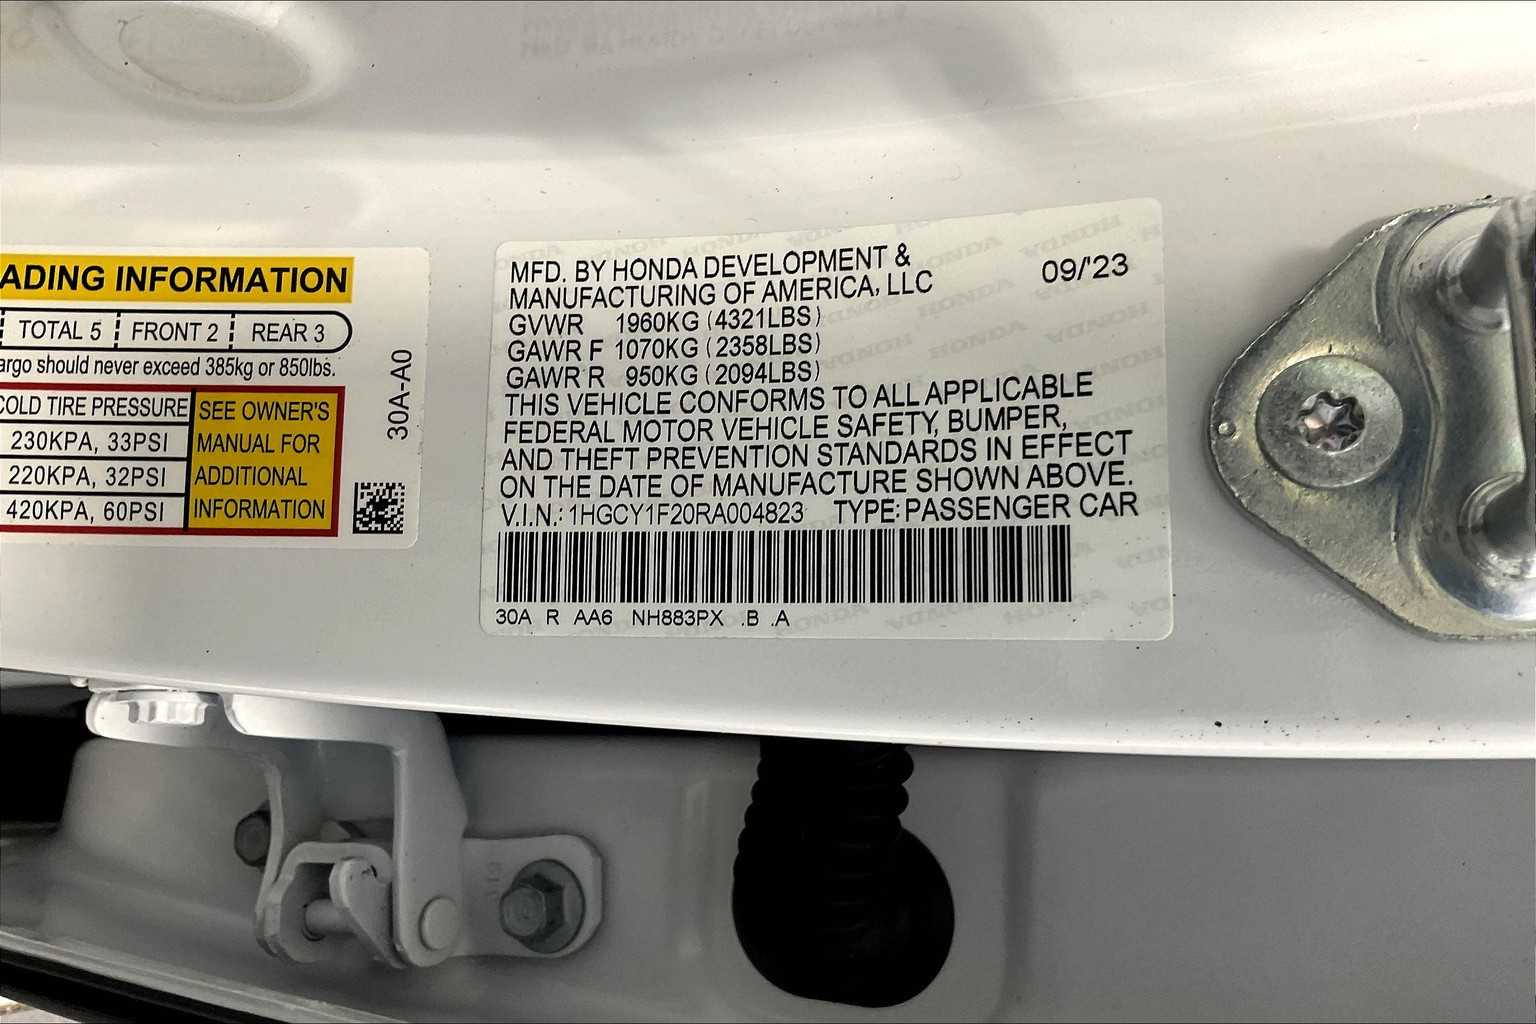 ADING INFORMATION
TOTAL 5 FRONT 2 REAR 3
argo should never exceed 385kg or 850lbs.
COLD TIRE PRESSURE
230KPA, 33PSI
220KPA, 32PSI
420KPA, 60PSI
SEE OWNER'S
MANUAL FOR
ADDITIONAL
INFORMATION
30A-A0
MFD. BY HONDA DEVELOPMENT &
MANUFACTURING OF AMERICA, LLC
09/'23
GVWR 1960KG (4321LBS)
GAWR F 1070KG (2358LBS)
GAWR R 950KG (2094LBS)
THIS VEHICLE CONFORMS TO ALL APPLICABLE
FEDERAL MOTOR VEHICLE SAFETY, BUMPER,
AND THEFT PREVENTION STANDARDS IN EFFECT
ON THE DATE OF MANUFACTURE SHOWN ABOVE.
V.I.N.: 1HGCY1F20RA004823 TYPE: PASSENGER CAR
30A R AA6 NH883PX .B .A